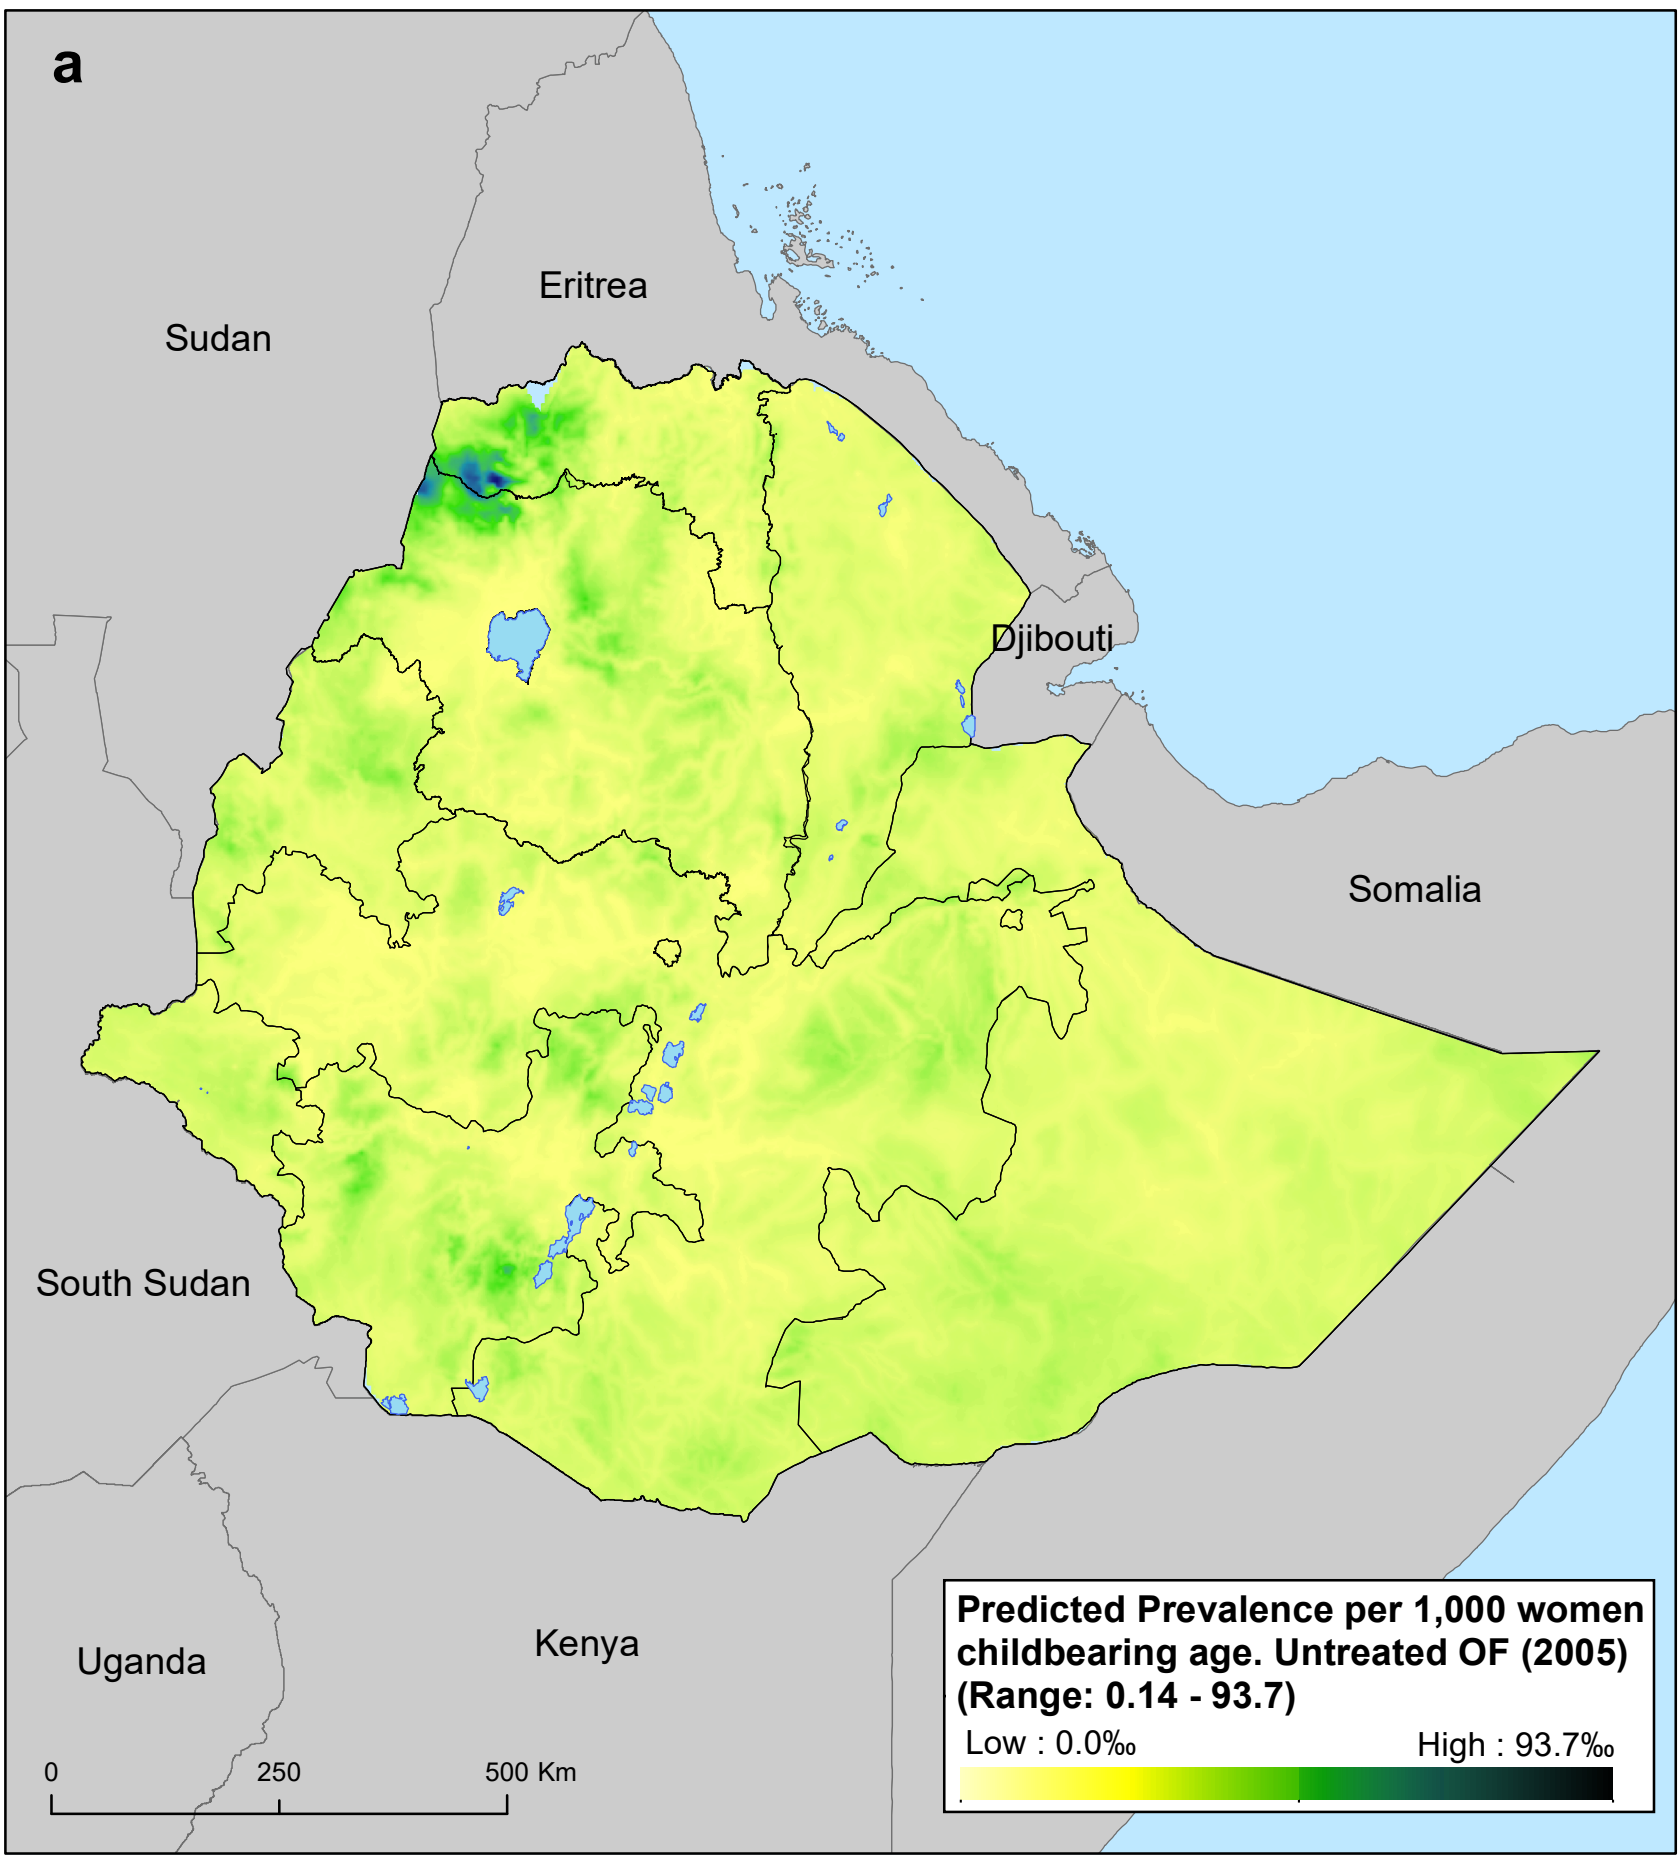 a
Eritrea
Sudan
Djibouti
Somalia
South Sudan
Kenya
Uganda
Predicted Prevalence per 1,000 women
childbearing age. Untreated OF (2005)
(Range: 0.14 - 93.7)
Low : 0.0‰ High : 93.7‰
0 250 500 Km